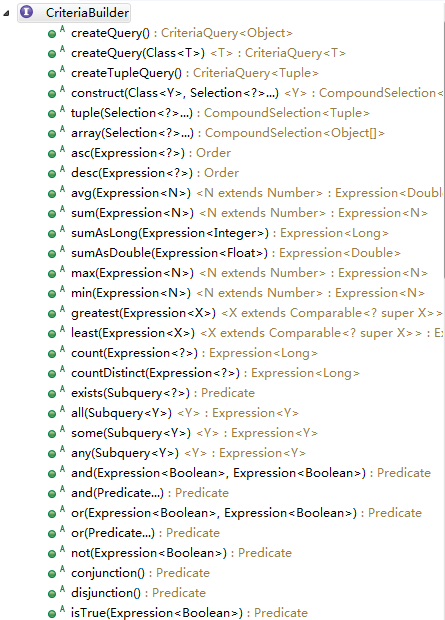 CriteriaBuilder
createQuery() : CriteriaQuery<Object>
createQuery(Class<T>) <T> : CriteriaQuery<T>
createTupleQuery() : CriteriaQuery<Tuple>
construct(Class<Y>, Selection<?>...) <Y> : CompoundSelection<
tuple(Selection<?>...) : CompoundSelection<Tuple>
array(Selection<?>...) : CompoundSelection<Object[]>
asc(Expression<?>) : Order
desc(Expression<?>) : Order
avg(Expression<N>) <N extends Number> : Expression<Double
sum(Expression<N>) <N extends Number> : Expression<N>
sumAsLong(Expression<Integer>) : Expression<Long>
sumAsDouble(Expression<Float>) : Expression<Double>
max(Expression<N>) <N extends Number> : Expression<N>
min(Expression<N>) <N extends Number> : Expression<N>
greatest(Expression<X>) <X extends Comparable<? super X>>
least(Expression<X>) <X extends Comparable<? super X>> : E
count(Expression<?>) : Expression<Long>
countDistinct(Expression<?>) : Expression<Long>
exists(Subquery<?>) : Predicate
all(Subquery<Y>) <Y> : Expression<Y>
some(Subquery<Y>) <Y> : Expression<Y>
any(Subquery<Y>) <Y> : Expression<Y>
and(Expression<Boolean>, Expression<Boolean>) : Predicate
and(Predicate...) : Predicate
or(Expression<Boolean>, Expression<Boolean>) : Predicate
or(Predicate...) : Predicate
not(Expression<Boolean>) : Predicate
conjunction() : Predicate
disjunction() : Predicate
isTrue(Expression<Boolean>) : Predicate